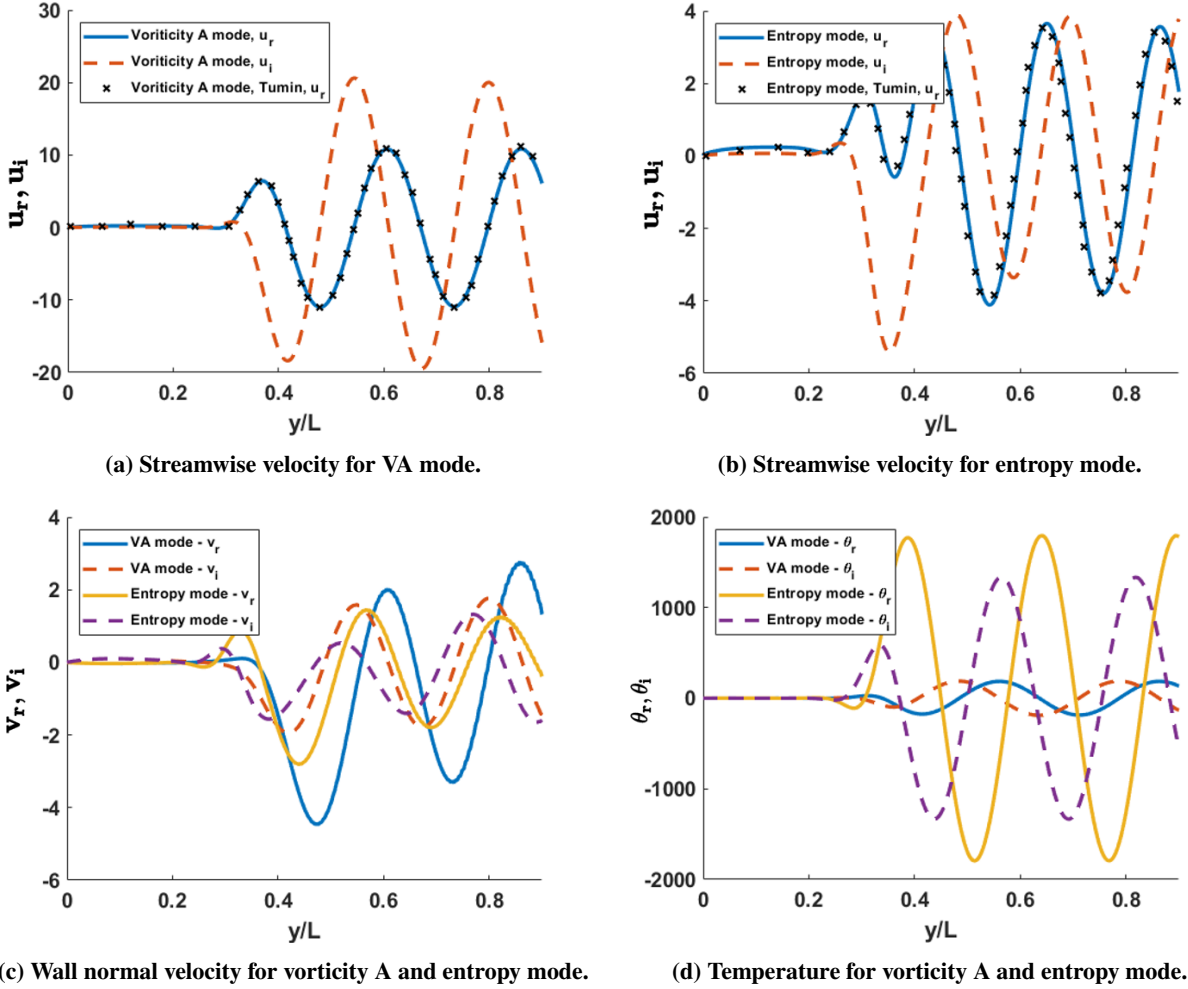 30
20
10
0
-10
-20
0 0.2 0.4 0.6 0.8
y/L
u_r, u_i
Voriticity A mode, u_r
Voriticity A mode, u_i
Voriticity A mode, Tumin, u_r
(a) Streamwise velocity for VA mode.
4
2
0
-2
-4
-6
0 0.2 0.4 0.6 0.8
y/L
u_r, u_i
Entropy mode, u_r
Entropy mode, u_i
Entropy mode, Tumin, u_r
(b) Streamwise velocity for entropy mode.
4
2
0
-2
-4
-6
0 0.2 0.4 0.6 0.8
y/L
v_r, v_i
VA mode - v_r
VA mode - v_i
Entropy mode - v_r
Entropy mode - v_i
(c) Wall normal velocity for vorticity A and entropy mode.
2000
1000
0
-1000
-2000
0 0.2 0.4 0.6 0.8
y/L
θ_r, θ_i
VA mode - θ_r
VA mode - θ_i
Entropy mode - θ_r
Entropy mode - θ_i
(d) Temperature for vorticity A and entropy mode.